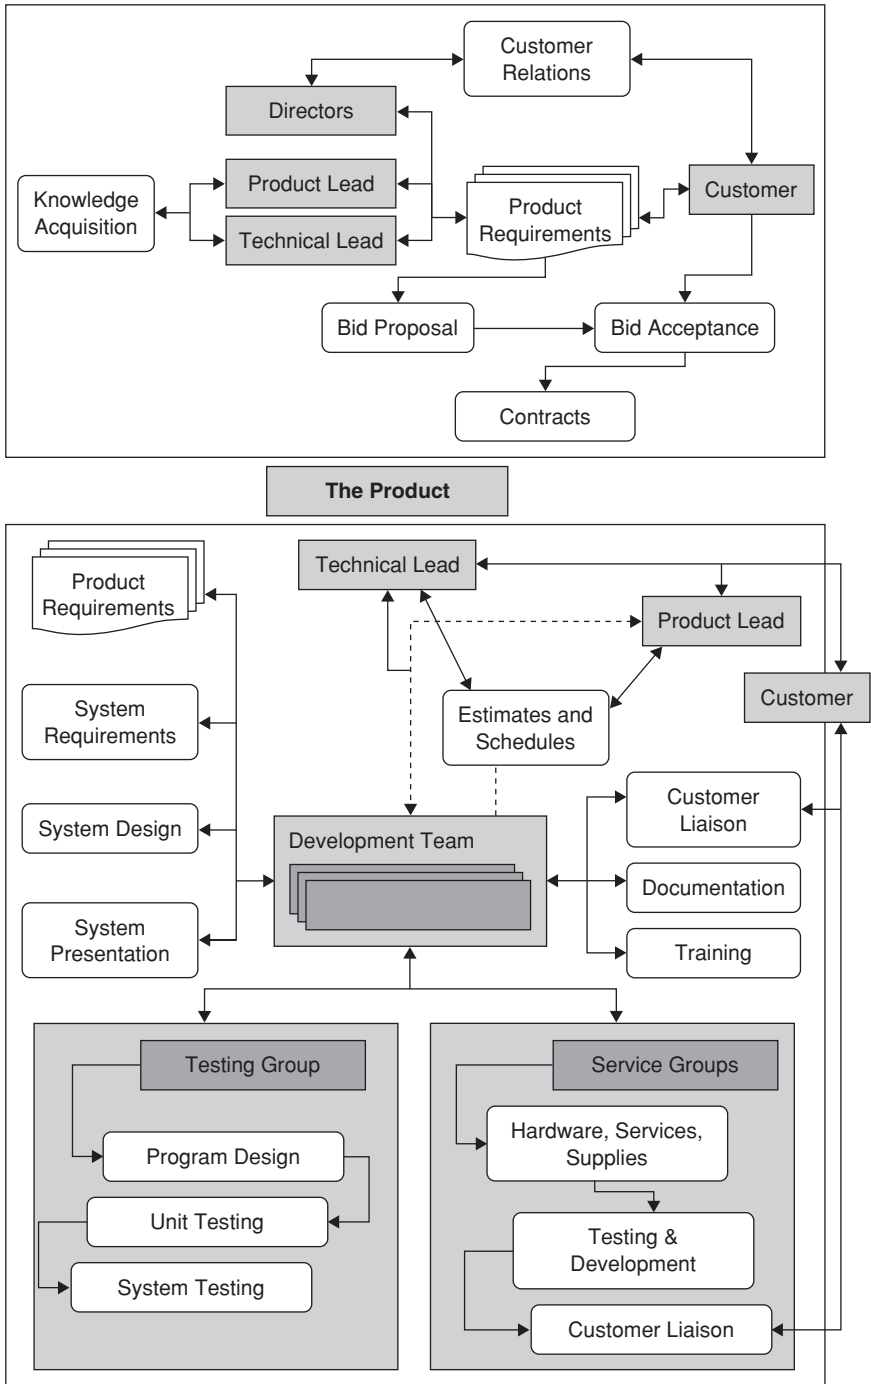 Customer
Relations
Directors
Product Lead
Knowledge
Acquisition
Technical Lead
Product
Requirements
Customer
Bid Proposal
Bid Acceptance
Contracts
The Product
Product
Requirements
Technical Lead
Product Lead
System
Requirements
Estimates and
Schedules
Customer
System Design
Development Team
Customer
Liaison
Documentation
System
Presentation
Training
Testing Group
Program Design
Unit Testing
System Testing
Service Groups
Hardware, Services,
Supplies
Testing &
Development
Customer Liaison